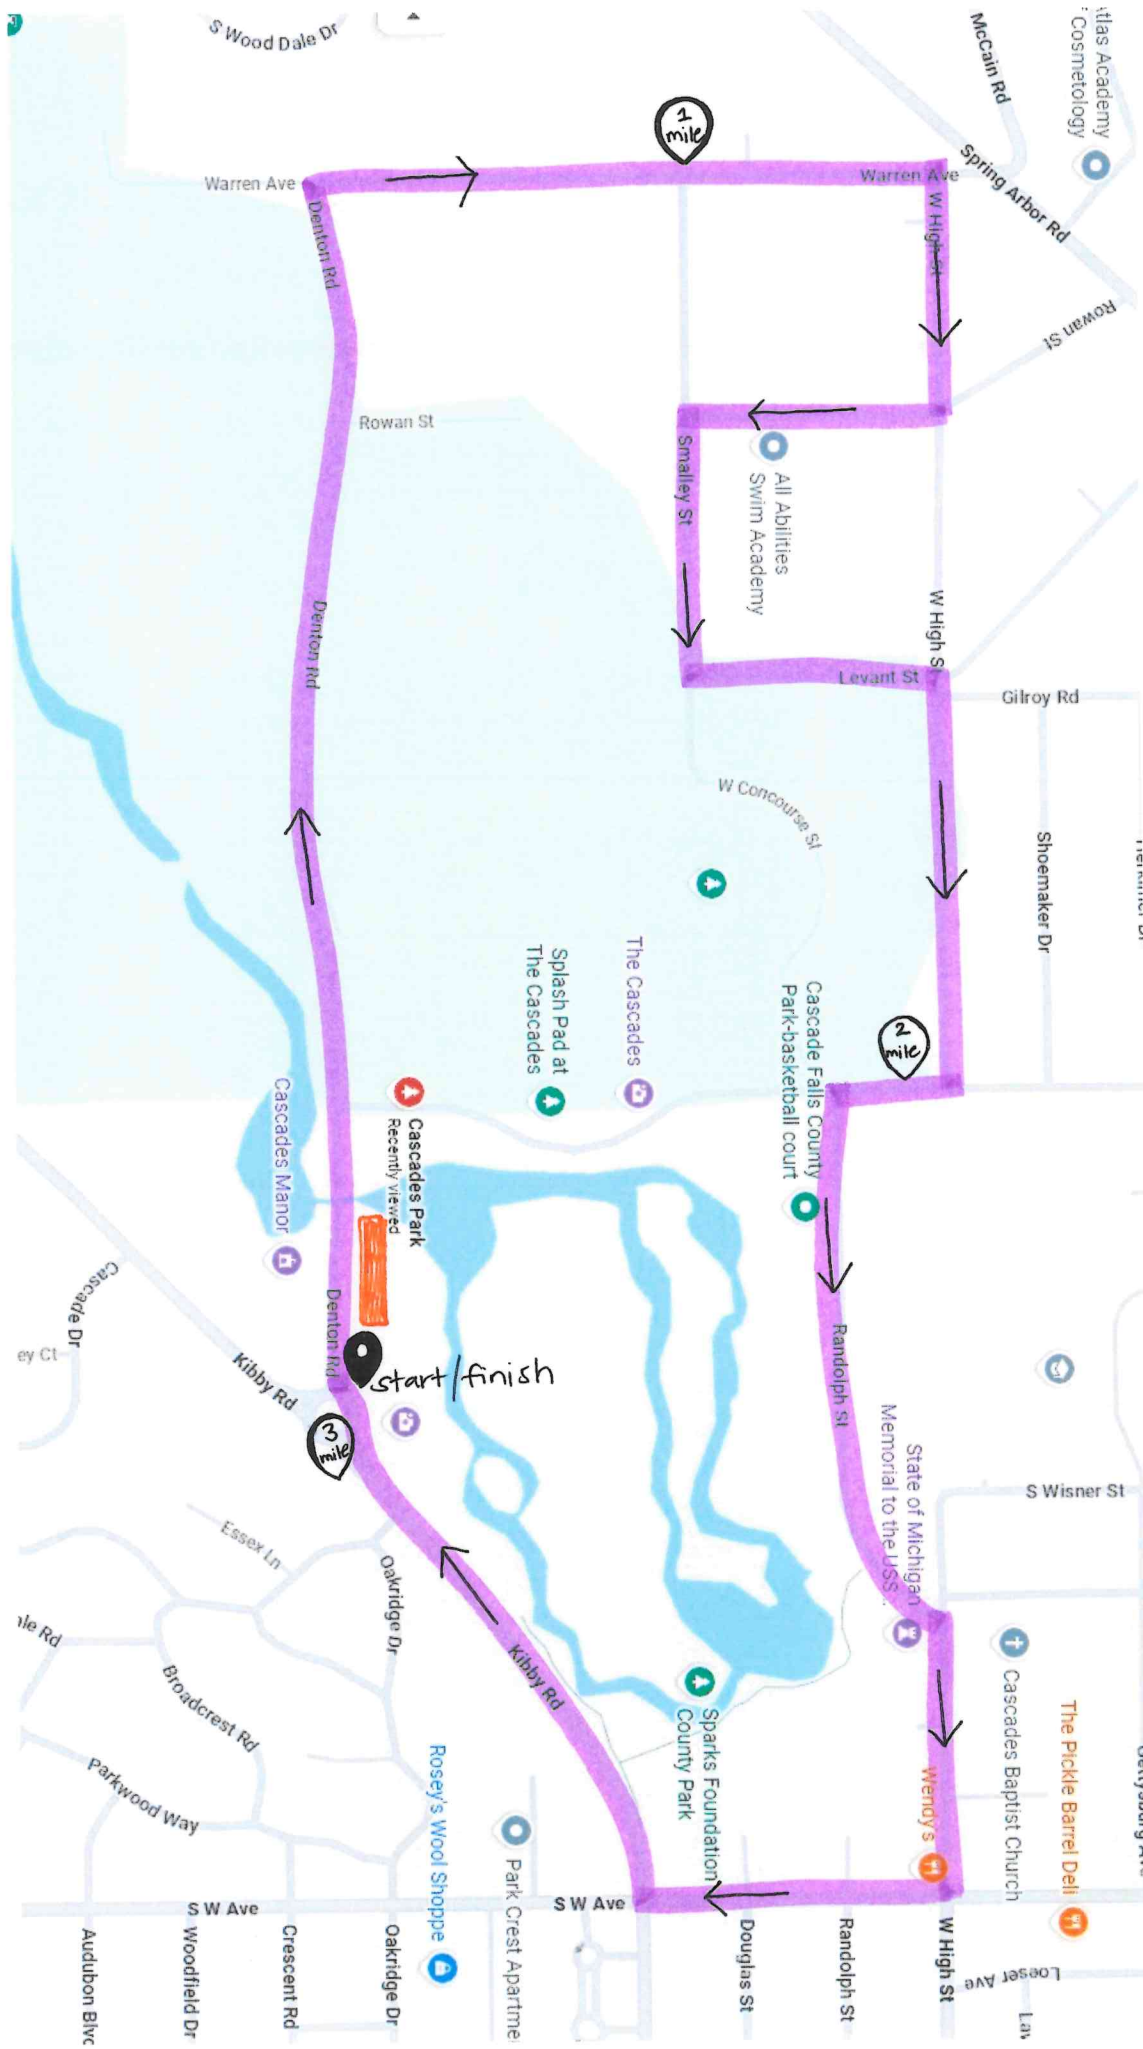 S Wood Dale Dr
McCain Rd
tlas Academy
Cosmetology
Spring Arbor Rd
1
mile
Warren Ave
Warren Ave
W High St
Denton Rd
Rowan St
Rowan St
Smalley St
All Abilities
Swim Academy
W High St
Denton Rd
Levant St
Gilroy Rd
W Concourse St
Shoemaker Dr
The Cascades
Splash Pad at
The Cascades
Cascade Falls County
Park-basketball court
2
mile
Cascades Manor
Cascades Park
Recently viewed
Cascade Dr
ey Ct
Kibby Rd
Denton Rd
start/finish
Randolph St
3
mile
State of Michigan
Memorial to the USS...
S Wisner St
Essex Ln
Oakridge Dr
Kibby Rd
Broadcrest Rd
Parkwood Way
Rosey's Wool Shoppe
Sparks Foundation
County Park
Wendy's
Cascades Baptist Church
The Pickle Barrel Deli
Park Crest Apartme
S W Ave
S W Ave
Audubon Blvd
Woodfield Dr
Crescent Rd
Oakridge Dr
Douglas St
Randolph St
W High St
Loeser Ave